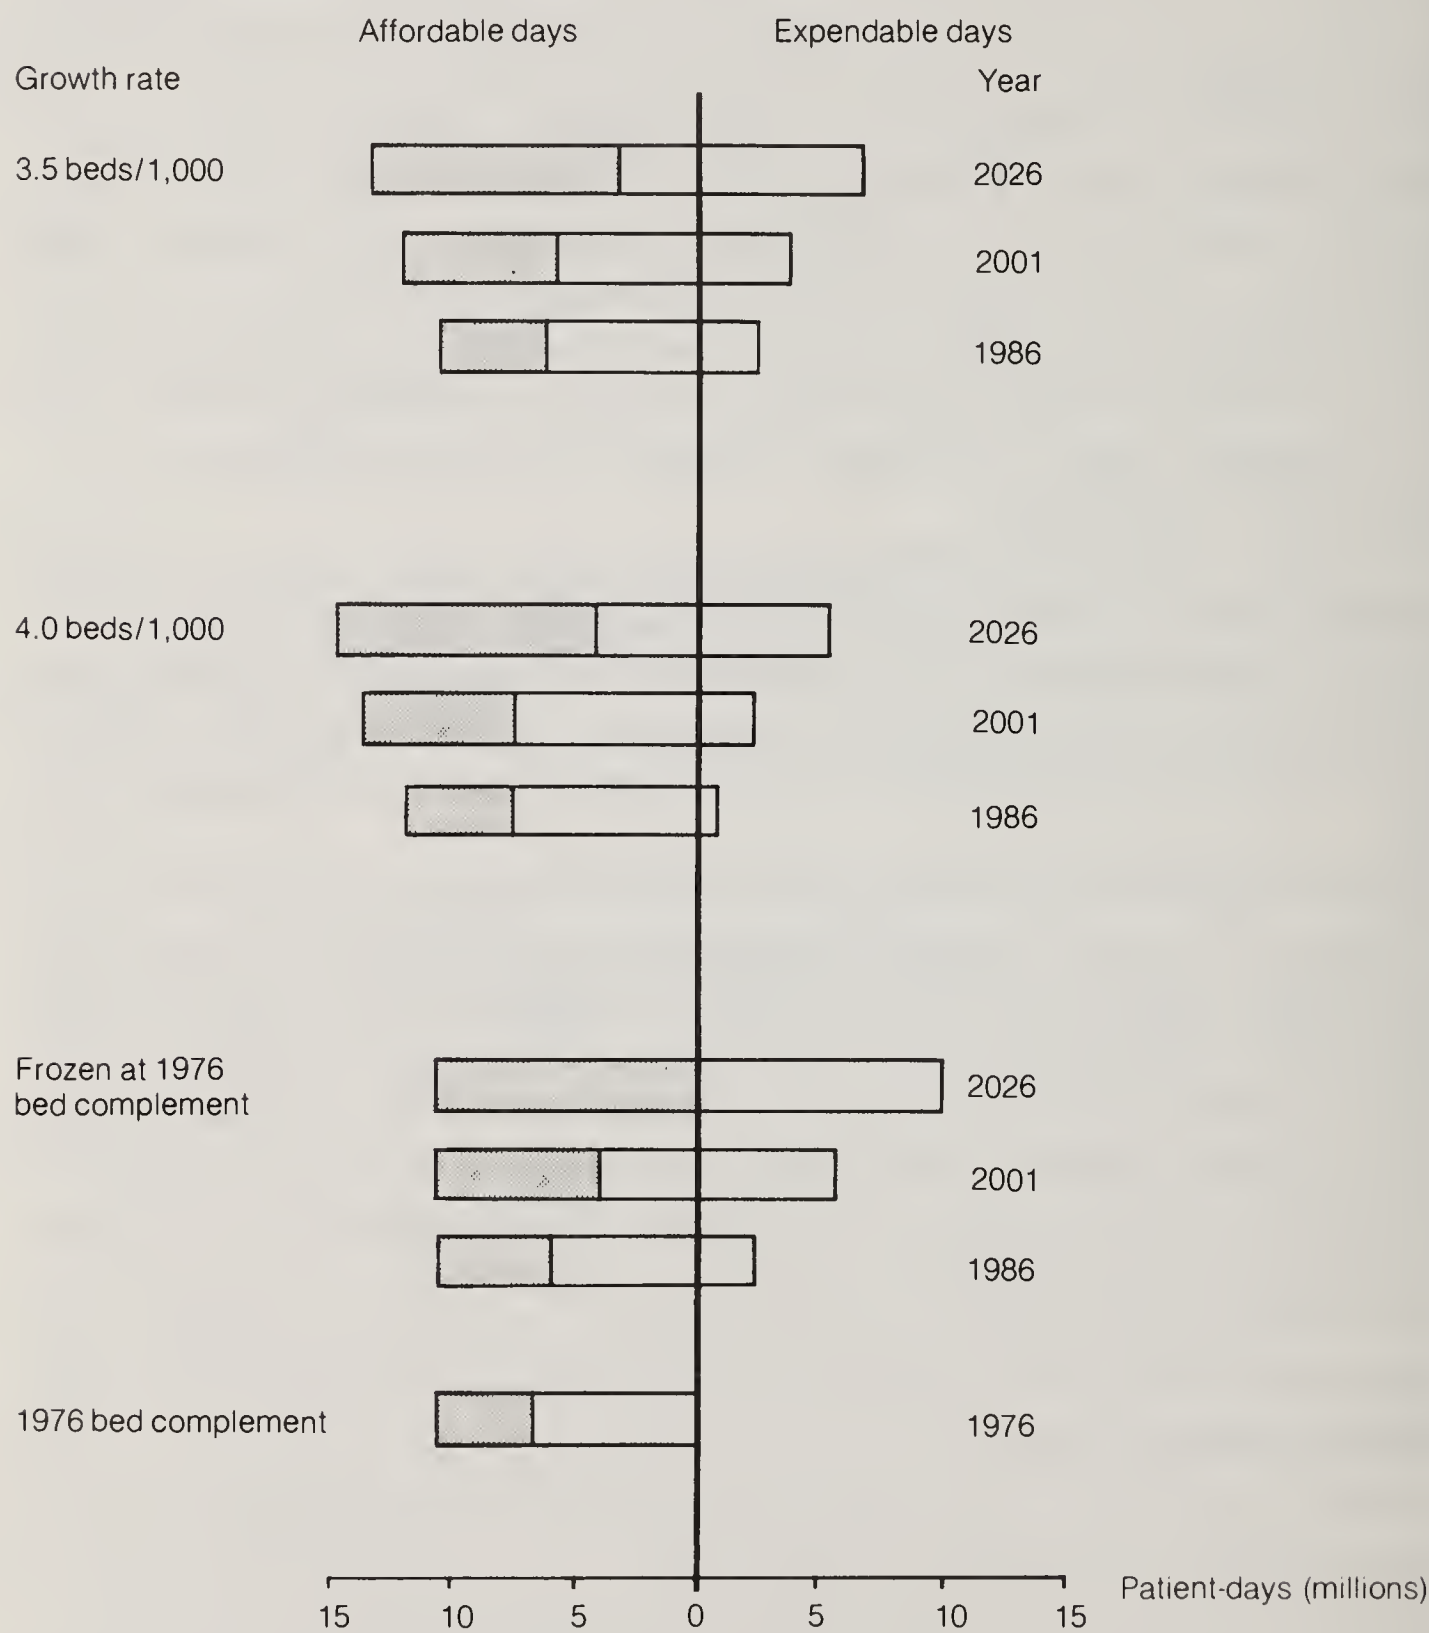 Affordable days Expendable days
Growth rate Year
3.5 beds/1,000 2026
2001
1986
4.0 beds/1,000 2026
2001
1986
Frozen at 1976
bed complement 2026
2001
1986
1976 bed complement 1976
Patient-days (millions)
15 10 5 0 5 10 15